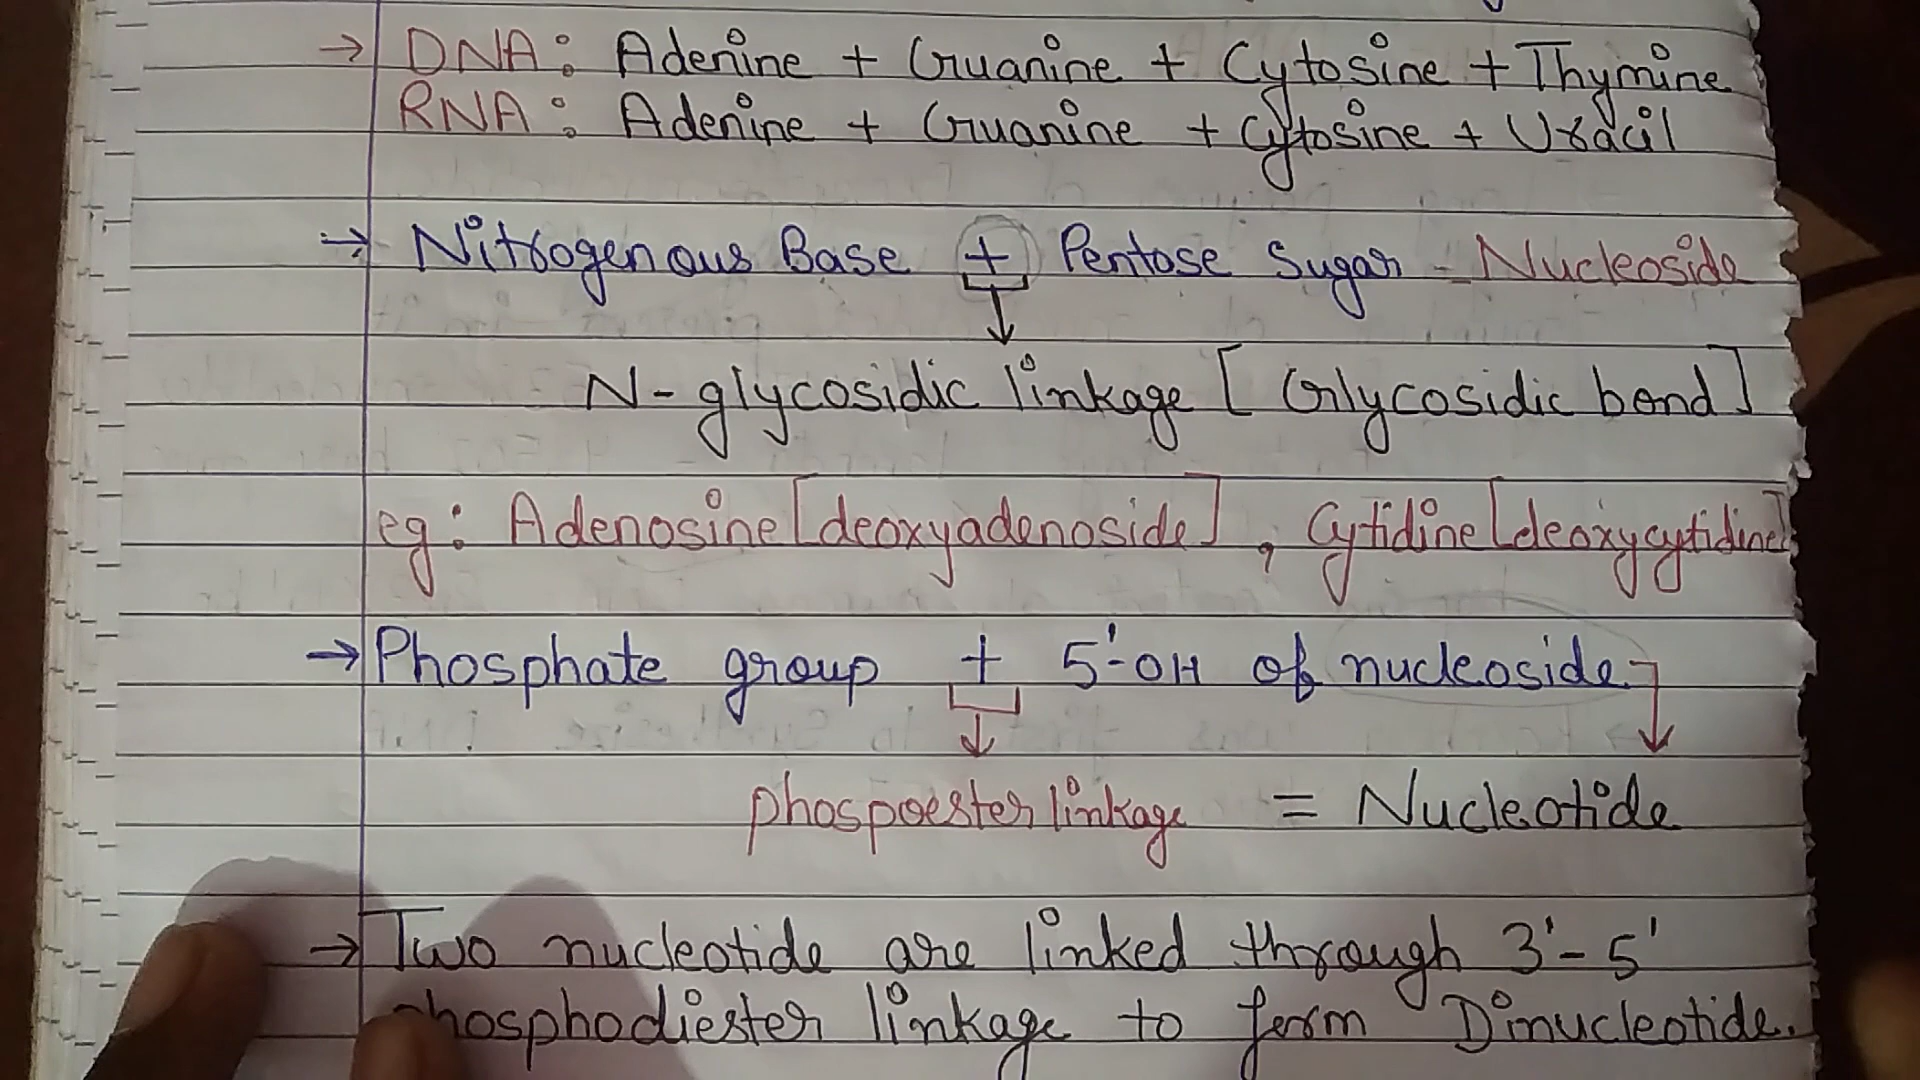 → DNA: Adenine + Guanine + Cytosine + Thymine
RNA: Adenine + Guanine + Cytosine + Uracil
→ Nitrogenous Base + Pentose Sugar - Nucleoside
↓
N-glycosidic linkage [Glycosidic bond]
eg: Adenosine [deoxyadenoside], Cytidine [deoxycytidine]
→ Phosphate group + 5'-OH of nucleoside
↓ ↓
phospoester linkage = Nucleotide
→ Two nucleotide are linked through 3'-5'
phosphodiester linkage to form Dinucleotide.